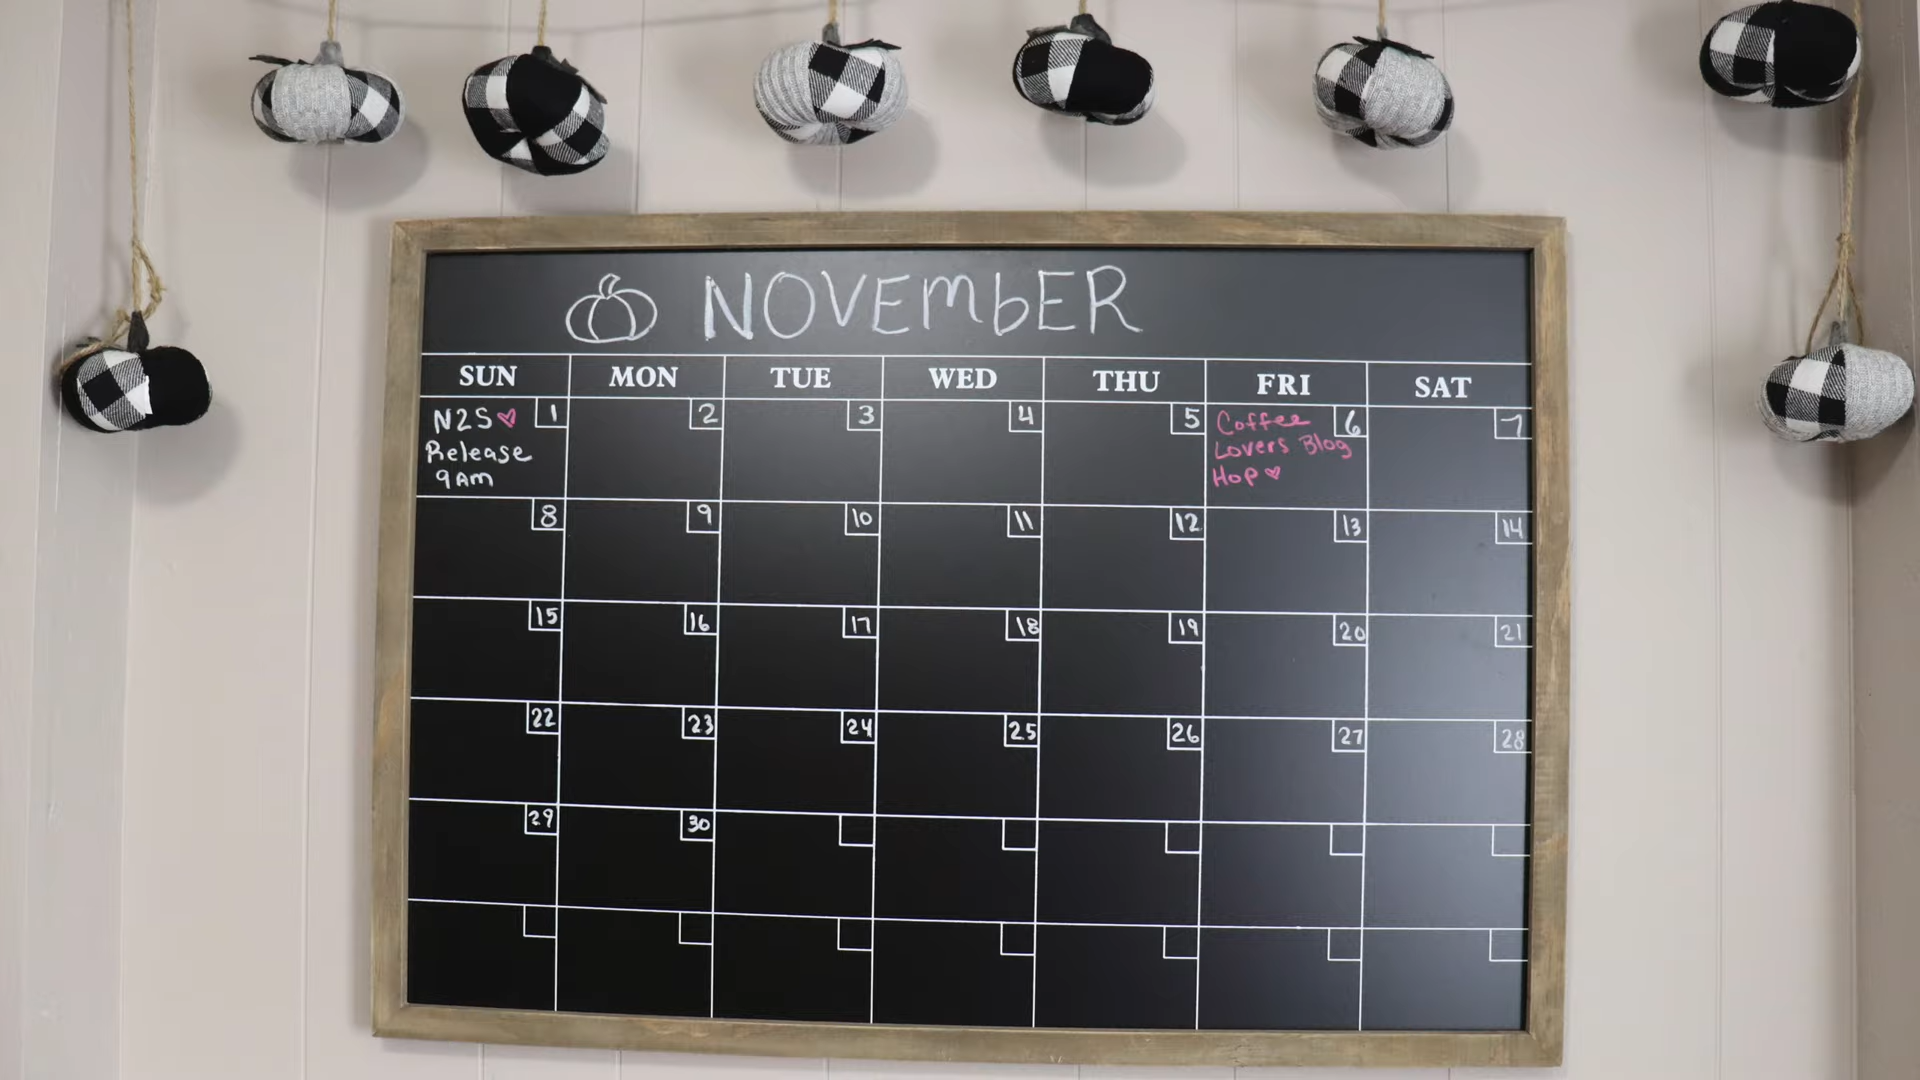 NOVEmbER
SUN MON TUE WED THU FRI SAT
1 2 3 4 5 6 7
N2S
Release
9AM
Coffee
Lovers Blog
Hop
8 9 10 11 12 13 14
15 16 17 18 19 20 21
22 23 24 25 26 27 28
29 30